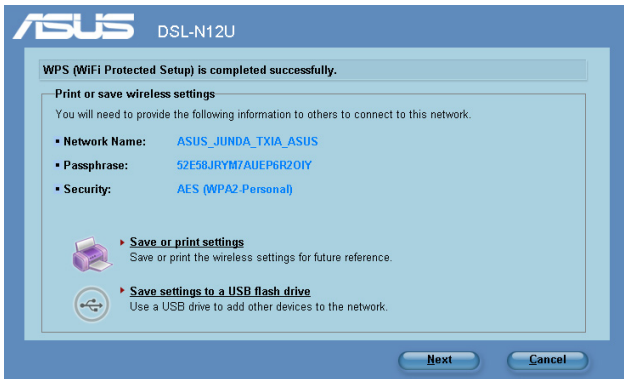 ASUS DSL-N12U
WPS (WiFi Protected Setup) is completed successfully.
Print or save wireless settings
You will need to provide the following information to others to connect to this network.
▪ Network Name: ASUS_JUNDA_TXIA_ASUS
▪ Passphrase: 52E58JRYM7AUEP6R2OIY
▪ Security: AES (WPA2-Personal)
Save or print settings
Save or print the wireless settings for future reference.
Save settings to a USB flash drive
Use a USB drive to add other devices to the network.
Next Cancel